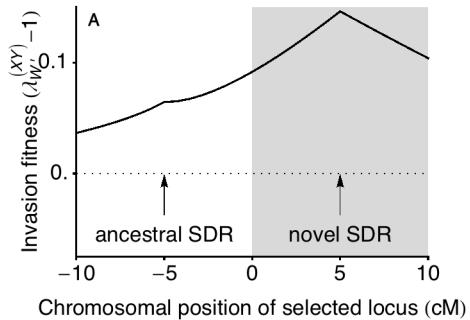 A
Invasion fitness (λ_{W'}^{(XY)}−1)
0.1
0.
ancestral SDR
novel SDR
−10
−5
0
5
10
Chromosomal position of selected locus (cM)